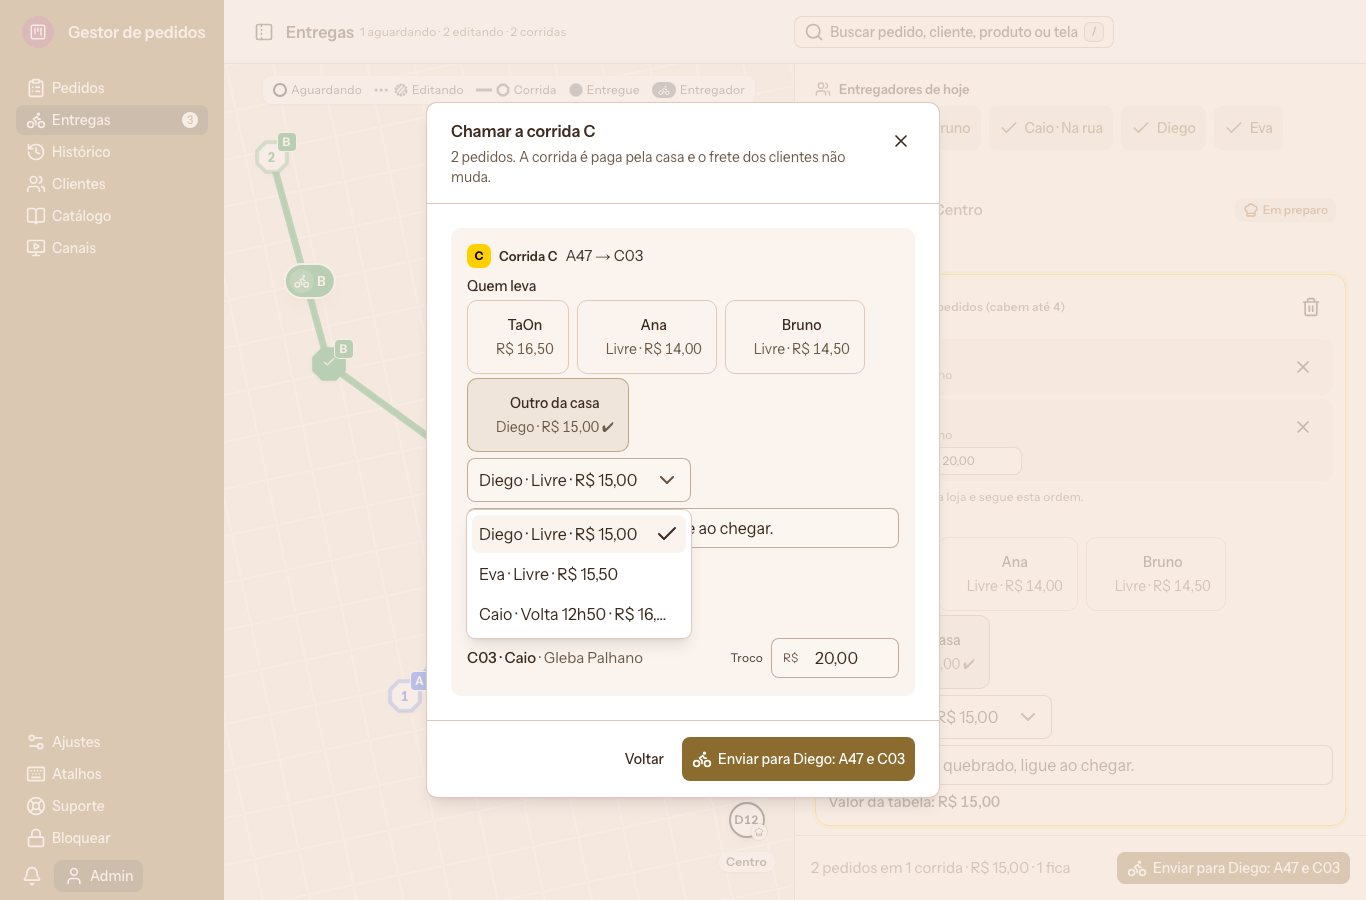 Gestor de pedidos
Pedidos
Entregas 3
Histórico
Clientes
Catálogo
Canais
Ajustes
Atalhos
Suporte
Bloquear
Admin
Entregas 1 aguardando · 2 editando · 2 corridas
Buscar pedido, cliente, produto ou tela /
Aguardando Editando Corrida Entregue Entregador
2 B
B
B
1 A
D12
Centro
Chamar a corrida C
2 pedidos. A corrida é paga pela casa e o frete dos clientes não
muda.
C Corrida C A47 → C03
Quem leva
TaOn
R$ 16,50
Ana
Livre · R$ 14,00
Bruno
Livre · R$ 14,50
Outro da casa
Diego · R$ 15,00 ✔
Diego · Livre · R$ 15,00
ao chegar.
Diego · Livre · R$ 15,00
Eva · Livre · R$ 15,50
Caio · Volta 12h50 · R$ 16,...
C03 · Caio · Gleba Palhano Troco R$ 20,00
Voltar Enviar para Diego: A47 e C03
Entregadores de hoje
Caio · Na rua Diego Eva
Centro Em preparo
pedidos (cabem até 4)
20,00
loja e segue esta ordem.
Ana
Livre · R$ 14,00
Bruno
Livre · R$ 14,50
R$ 15,00
quebrado, ligue ao chegar.
Valor da tabela: R$ 15,00
2 pedidos em 1 corrida · R$ 15,00 · 1 fica Enviar para Diego: A47 e C03